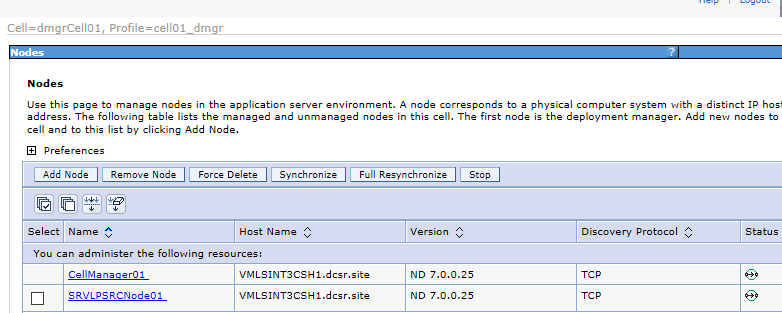 Help | Logout
Cell=dmgrCell01, Profile=cell01_dmgr
Nodes ?
Nodes
Use this page to manage nodes in the application server environment. A node corresponds to a physical computer system with a distinct IP host
address. The following table lists the managed and unmanaged nodes in this cell. The first node is the deployment manager. Add new nodes to
cell and to this list by clicking Add Node.
Preferences
Add Node Remove Node Force Delete Synchronize Full Resynchronize Stop
Select Name Host Name Version Discovery Protocol Status
You can administer the following resources:
CellManager01 VMLSINT3CSH1.dcsr.site ND 7.0.0.25 TCP
SRVLPSRCNode01 VMLSINT3CSH1.dcsr.site ND 7.0.0.25 TCP